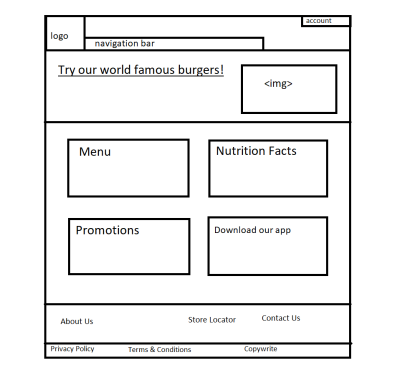 account
logo
navigation bar
Try our world famous burgers!
<img>
Menu
Nutrition Facts
Promotions
Download our app
About Us
Store Locator
Contact Us
Privacy Policy
Terms & Conditions
Copywrite